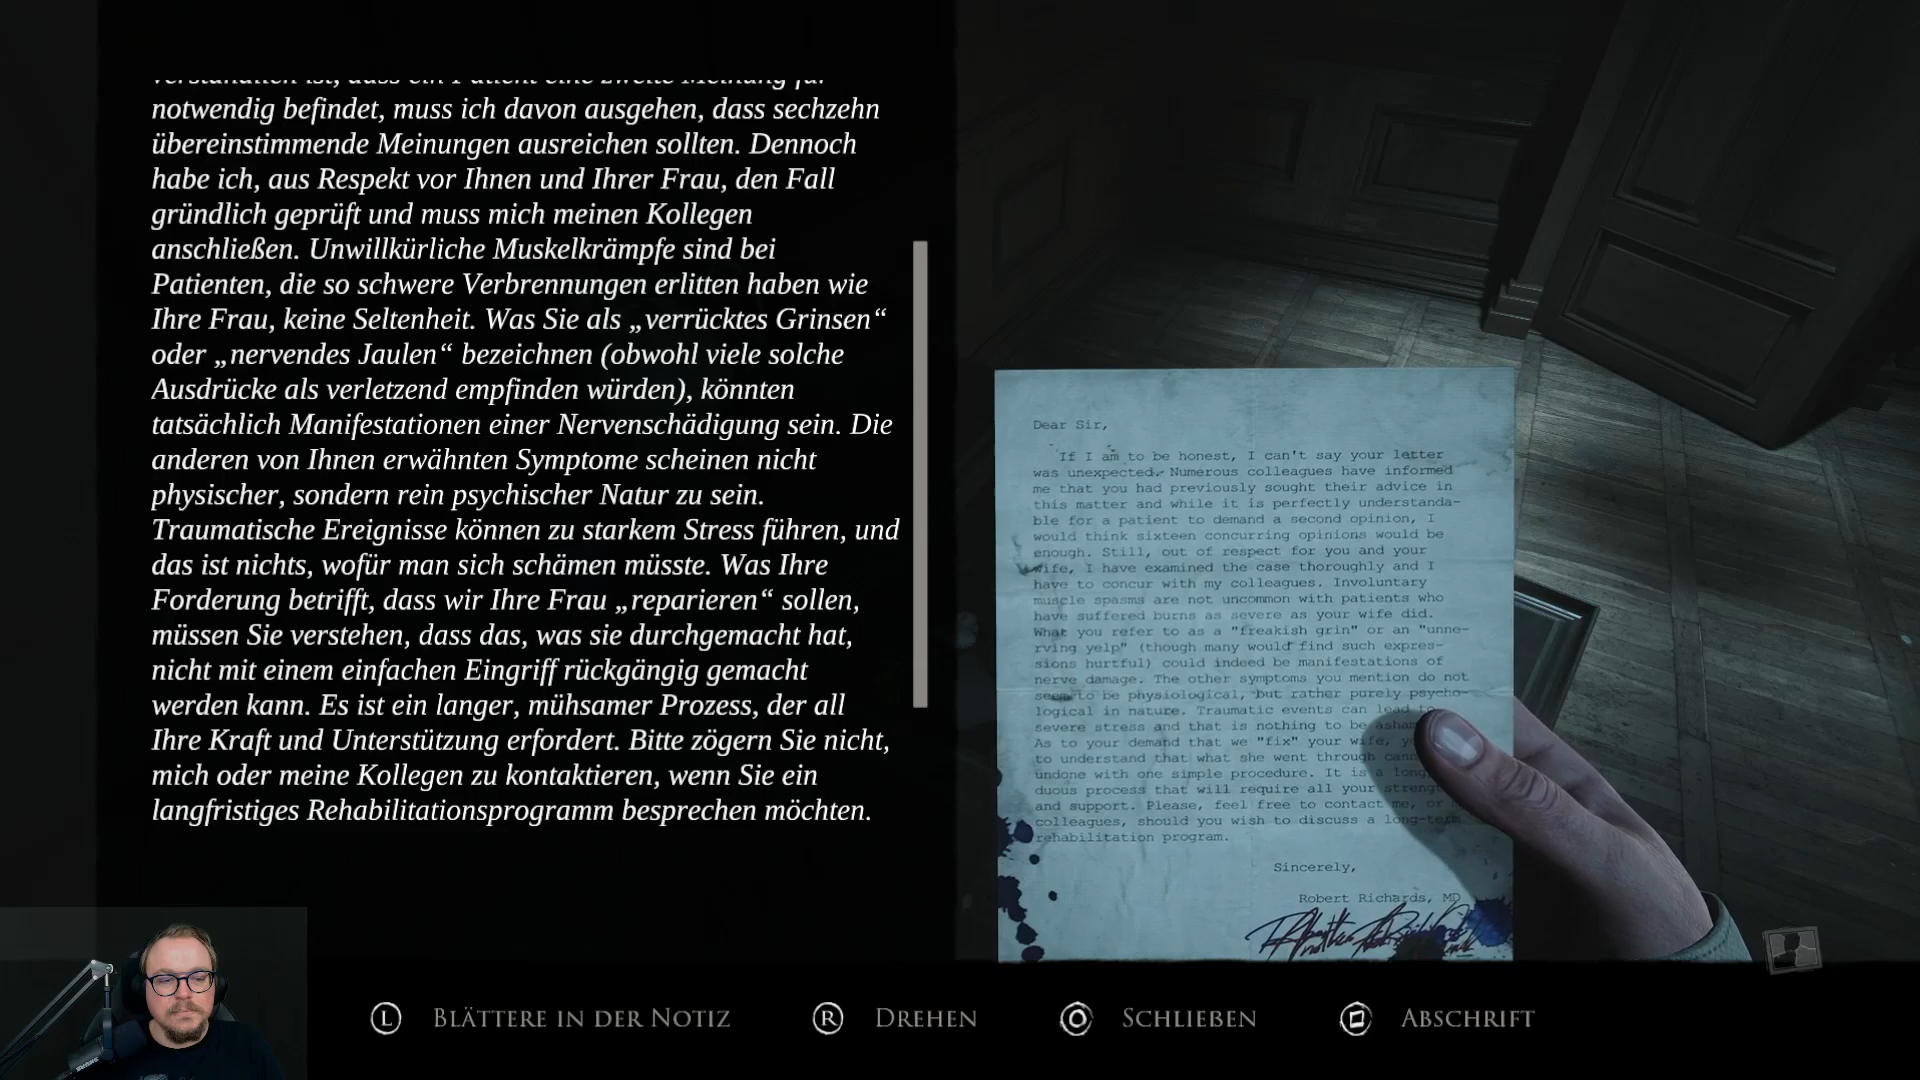 verständlich ist, dass ein Patient eine zweite Meinung für
notwendig befindet, muss ich davon ausgehen, dass sechzehn
übereinstimmende Meinungen ausreichen sollten. Dennoch
habe ich, aus Respekt vor Ihnen und Ihrer Frau, den Fall
gründlich geprüft und muss mich meinen Kollegen
anschließen. Unwillkürliche Muskelkrämpfe sind bei
Patienten, die so schwere Verbrennungen erlitten haben wie
Ihre Frau, keine Seltenheit. Was Sie als „verrücktes Grinsen“
oder „nervendes Jaulen“ bezeichnen (obwohl viele solche
Ausdrücke als verletzend empfinden würden), könnten
tatsächlich Manifestationen einer Nervenschädigung sein. Die
anderen von Ihnen erwähnten Symptome scheinen nicht
physischer, sondern rein psychischer Natur zu sein.
Traumatische Ereignisse können zu starkem Stress führen, und
das ist nichts, wofür man sich schämen müsste. Was Ihre
Forderung betrifft, dass wir Ihre Frau „reparieren“ sollen,
müssen Sie verstehen, dass das, was sie durchgemacht hat,
nicht mit einem einfachen Eingriff rückgängig gemacht
werden kann. Es ist ein langer, mühsamer Prozess, der all
Ihre Kraft und Unterstützung erfordert. Bitte zögern Sie nicht,
mich oder meine Kollegen zu kontaktieren, wenn Sie ein
langfristiges Rehabilitationsprogramm besprechen möchten.
Dear Sir,
If I am to be honest, I can't say your letter
was unexpected. Numerous colleagues have informed
me that you had previously sought their advice in
this matter and while it is perfectly understanda-
ble for a patient to demand a second opinion, I
would think sixteen concurring opinions would be
enough. Still, out of respect for you and your
wife, I have examined the case thoroughly and I
have to concur with my colleagues. Involuntary
muscle spasms are not uncommon with patients who
have suffered burns as severe as your wife did.
What you refer to as a "freakish grin" or an "unne-
rving yelp" (though many would find such expres-
sions hurtful) could indeed be manifestations of
nerve damage. The other symptoms you mention do not
seem to be physiological, but rather purely psycho-
logical in nature. Traumatic events can lead to
severe stress and that is nothing to be asham
As to your demand that we "fix" your wife, y
to understand that what she went through cann
undone with one simple procedure. It is a long
duous process that will require all your strengt
and support. Please, feel free to contact me, or
colleagues, should you wish to discuss a long-term
rehabilitation program.
Sincerely,
Robert Richards, MD
L BLÄTTERE IN DER NOTIZ R DREHEN SCHLIEßEN ABSCHRIFT